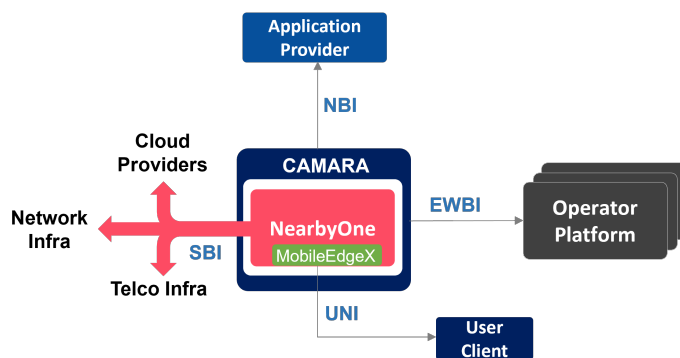 Application
Provider
NBI
Cloud
Providers
CAMARA
Network
Infra
NearbyOne
EWBI
Operator
Platform
SBI
MobileEdgeX
Telco Infra
UNI
User
Client